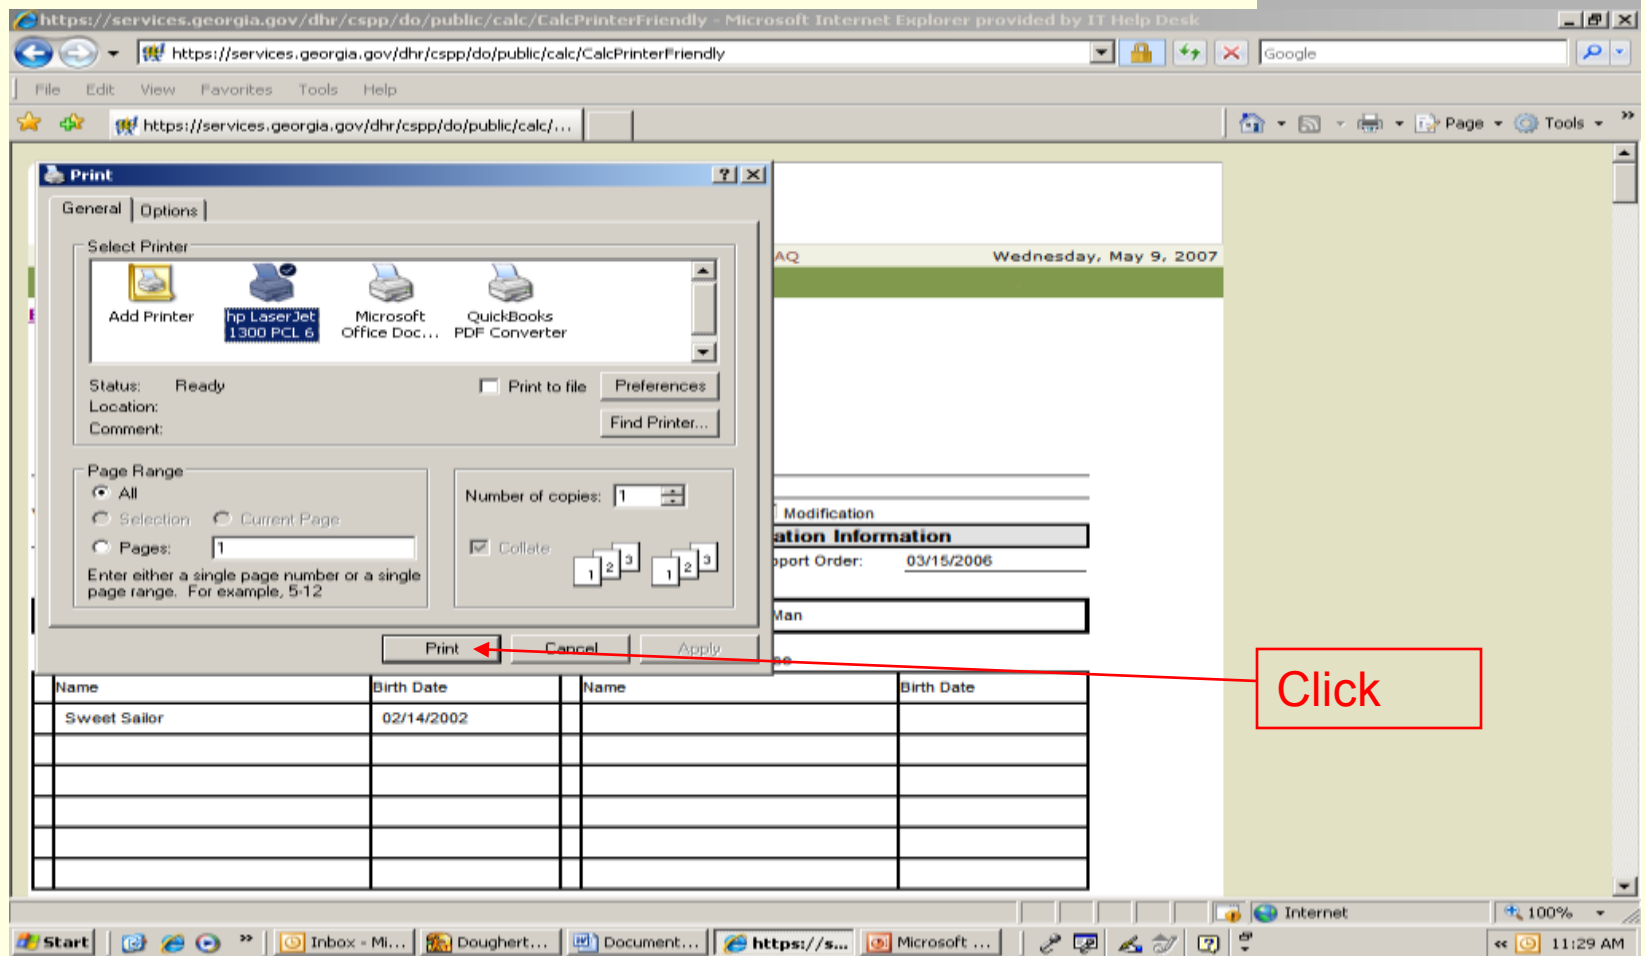 https://services.georgia.gov/dhr/cspp/do/public/calc/CalcPrinterFriendly - Microsoft Internet Explorer provided by IT Help Desk
https://services.georgia.gov/dhr/cspp/do/public/calc/CalcPrinterFriendly
Google
File Edit View Favorites Tools Help
https://services.georgia.gov/dhr/cspp/do/public/calc/...
Page Tools »
Print
General Options
Select Printer
Add Printer
hp LaserJet 1300 PCL 6
Microsoft Office Doc...
QuickBooks PDF Converter
Status: Ready
Location:
Comment:
Print to file
Preferences
Find Printer...
Page Range
All
Selection Current Page
Pages: 1
Enter either a single page number or a single
page range. For example, 5-12
Number of copies: 1
Collate
1 2 3 1 2 3
Print Cancel Apply
AQ Wednesday, May 9, 2007
Modification
ation Information
pport Order: 03/15/2006
Man
Click
Name Birth Date Name Birth Date
Sweet Sailor 02/14/2002
Internet 100%
Start » Inbox - Mi... Doughert... Document... https://s... Microsoft ... « 11:29 AM